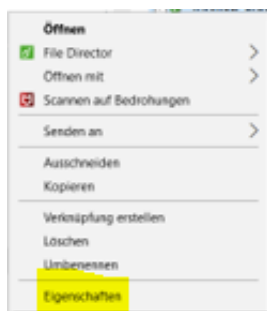 Öffnen
File Director
Öffnen mit
Scannen auf Bedrohungen
Senden an
Ausschneiden
Kopieren
Verknüpfung erstellen
Löschen
Umbenennen
Eigenschaften